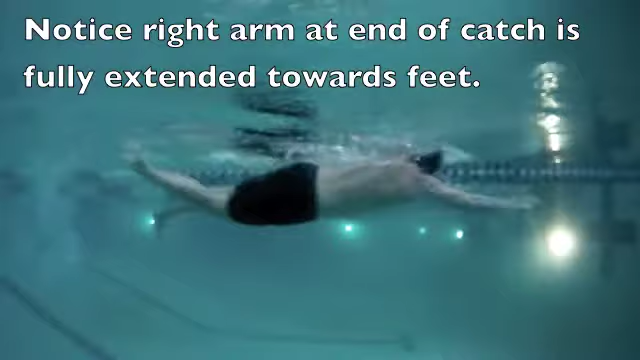 Notice right arm at end of catch is
fully extended towards feet.